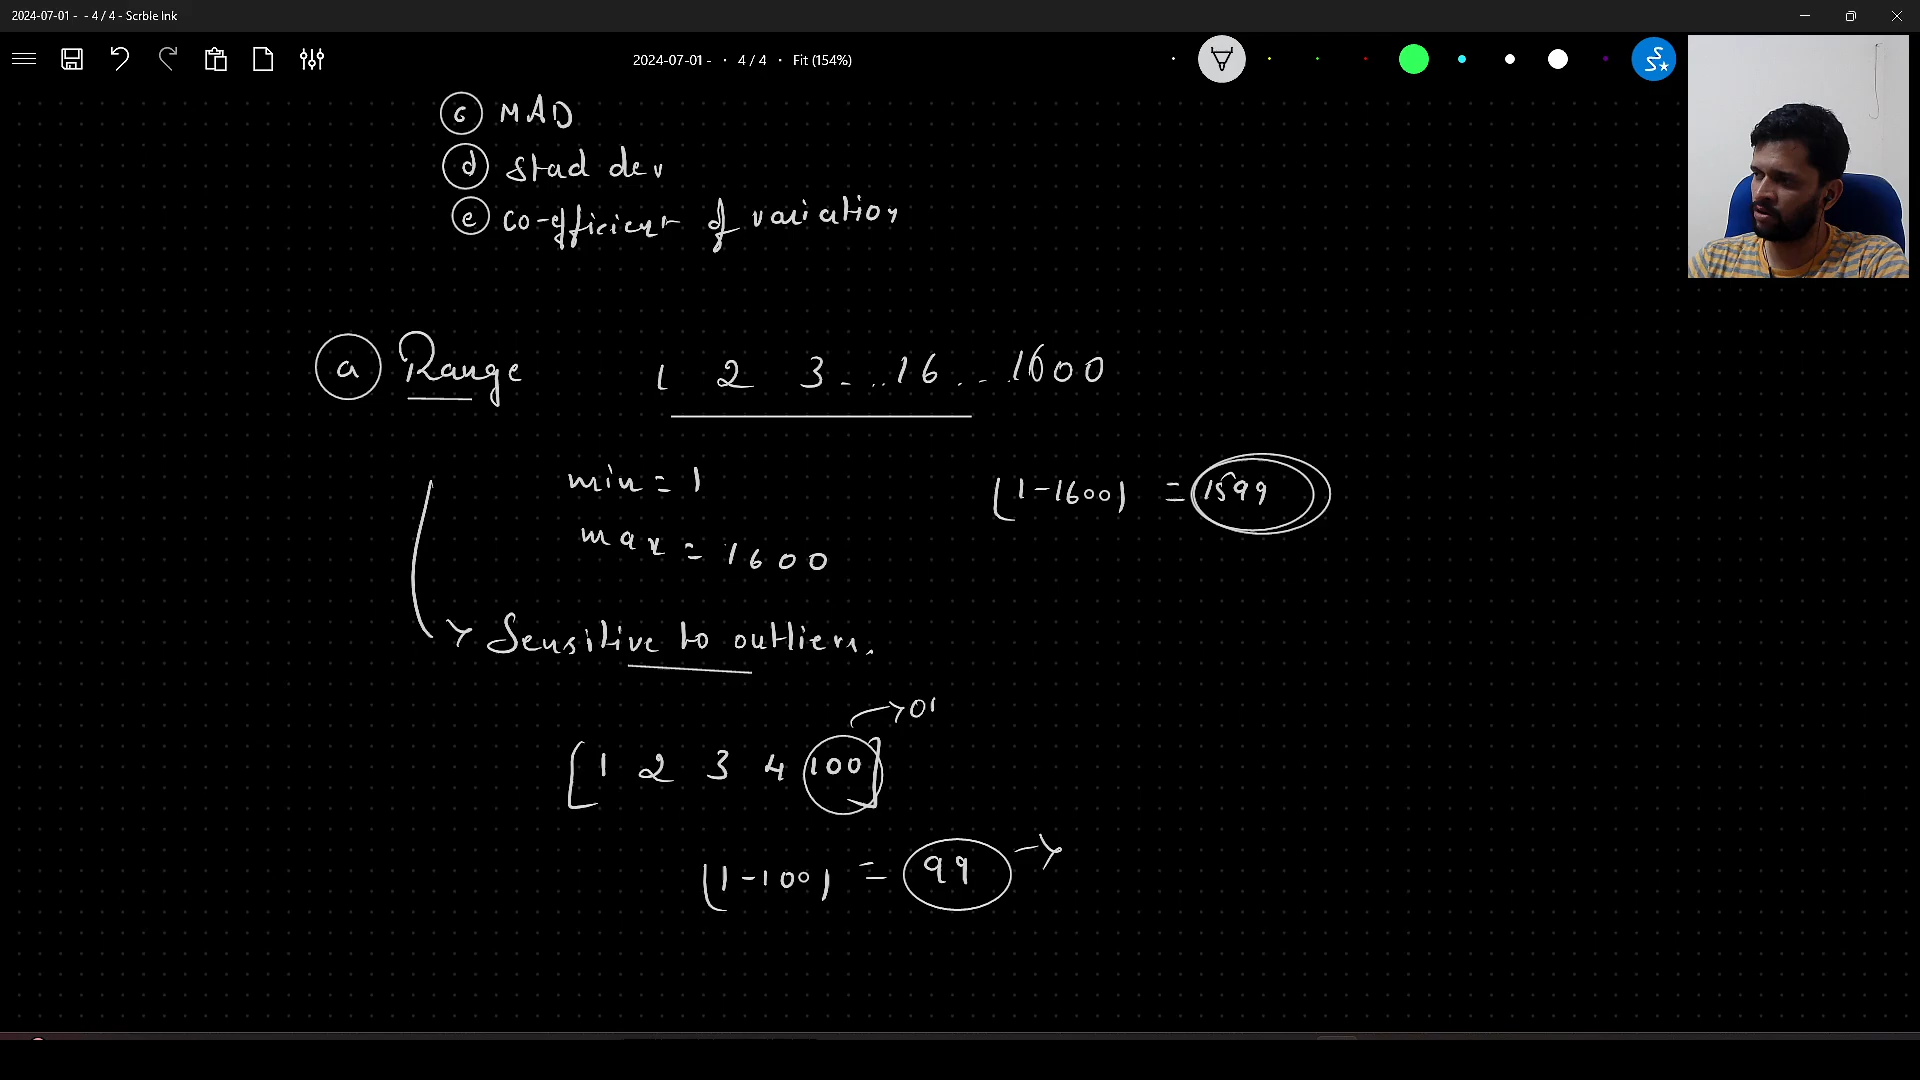 2024-07-01 - - 4 / 4 - Scrble Ink
2024-07-01 - · 4 / 4 · Fit (154%)
c MAD
d stad dev
e co-efficient of variation
a Range 1 2 3 - .. 16 .. - . 1600
min = 1
[1-1600) = 1599
max = 1600
Sensitive to outliers.
01
[1 2 3 4 100]
[1-100) = 99